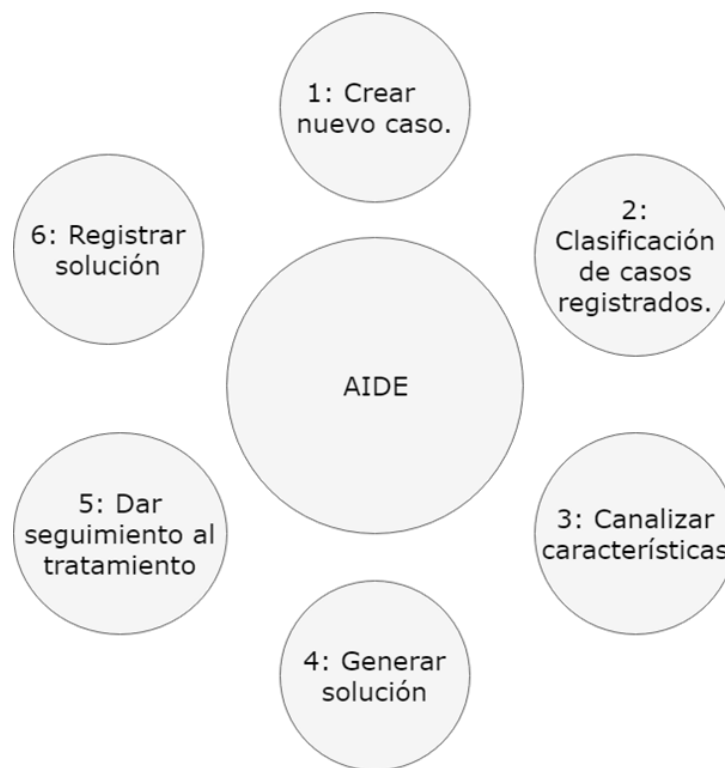 1: Crear
nuevo caso.
2:
Clasificación
de casos
registrados.
3: Canalizar
carácterísticas
4: Generar
solución
5: Dar
seguimiento al
tratamiento
6: Registrar
solución
AIDE